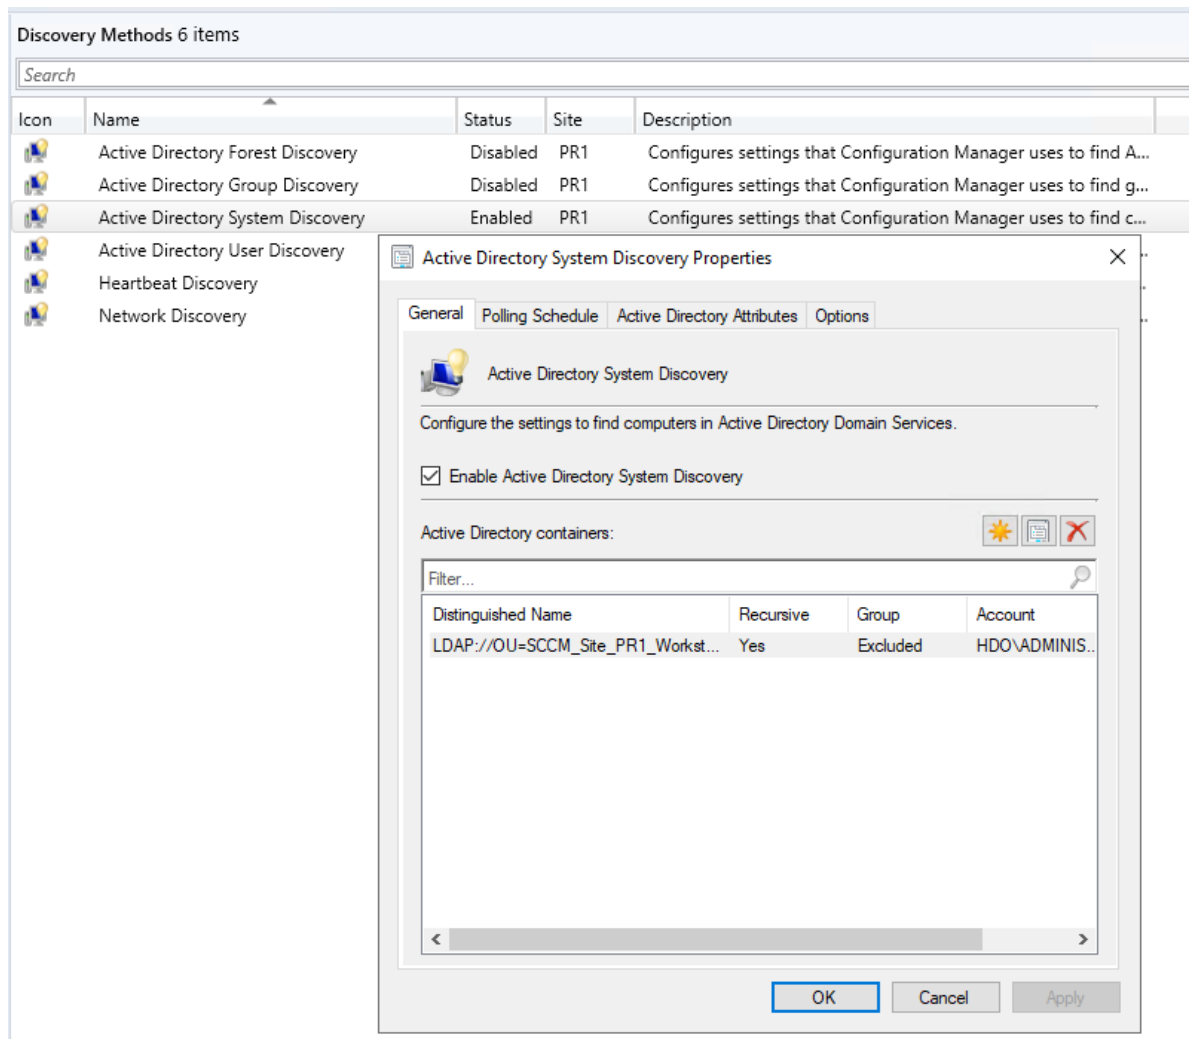 Discovery Methods 6 items
Search
Icon Name Status Site Description
Active Directory Forest Discovery Disabled PR1 Configures settings that Configuration Manager uses to find A...
Active Directory Group Discovery Disabled PR1 Configures settings that Configuration Manager uses to find g...
Active Directory System Discovery Enabled PR1 Configures settings that Configuration Manager uses to find c...
Active Directory User Discovery
Heartbeat Discovery
Network Discovery
Active Directory System Discovery Properties
General Polling Schedule Active Directory Attributes Options
Active Directory System Discovery
Configure the settings to find computers in Active Directory Domain Services.
Enable Active Directory System Discovery
Active Directory containers:
Filter...
Distinguished Name Recursive Group Account
LDAP://OU=SCCM_Site_PR1_Workst... Yes Excluded HDO\ADMINIS...
OK Cancel Apply